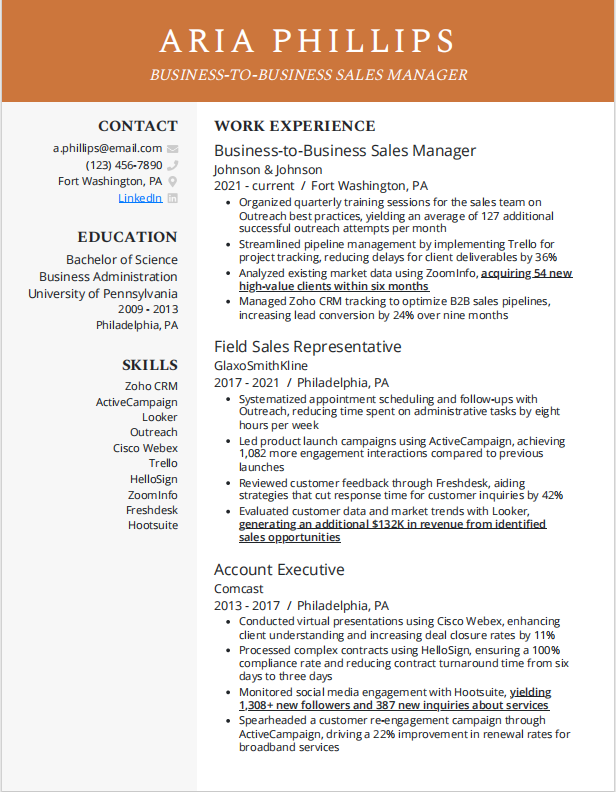 ARIA PHILLIPS
BUSINESS-TO-BUSINESS SALES MANAGER
CONTACT
a.phillips@email.com
(123) 456-7890
Fort Washington, PA
LinkedIn
EDUCATION
Bachelor of Science
Business Administration
University of Pennsylvania
2009 - 2013
Philadelphia, PA
SKILLS
Zoho CRM
ActiveCampaign
Looker
Outreach
Cisco Webex
Trello
HelloSign
ZoomInfo
Freshdesk
Hootsuite
WORK EXPERIENCE
Business-to-Business Sales Manager
Johnson & Johnson
2021 - current / Fort Washington, PA
• Organized quarterly training sessions for the sales team on
Outreach best practices, yielding an average of 127 additional
successful outreach attempts per month
• Streamlined pipeline management by implementing Trello for
project tracking, reducing delays for client deliverables by 36%
• Analyzed existing market data using ZoomInfo, acquiring 54 new
high-value clients within six months
• Managed Zoho CRM tracking to optimize B2B sales pipelines,
increasing lead conversion by 24% over nine months
Field Sales Representative
GlaxoSmithKline
2017 - 2021 / Philadelphia, PA
• Systematized appointment scheduling and follow-ups with
Outreach, reducing time spent on administrative tasks by eight
hours per week
• Led product launch campaigns using ActiveCampaign, achieving
1,082 more engagement interactions compared to previous
launches
• Reviewed customer feedback through Freshdesk, aiding
strategies that cut response time for customer inquiries by 42%
• Evaluated customer data and market trends with Looker,
generating an additional $132K in revenue from identified
sales opportunities
Account Executive
Comcast
2013 - 2017 / Philadelphia, PA
• Conducted virtual presentations using Cisco Webex, enhancing
client understanding and increasing deal closure rates by 11%
• Processed complex contracts using HelloSign, ensuring a 100%
compliance rate and reducing contract turnaround time from six
days to three days
• Monitored social media engagement with Hootsuite, yielding
1,308+ new followers and 387 new inquiries about services
• Spearheaded a customer re-engagement campaign through
ActiveCampaign, driving a 22% improvement in renewal rates for
broadband services